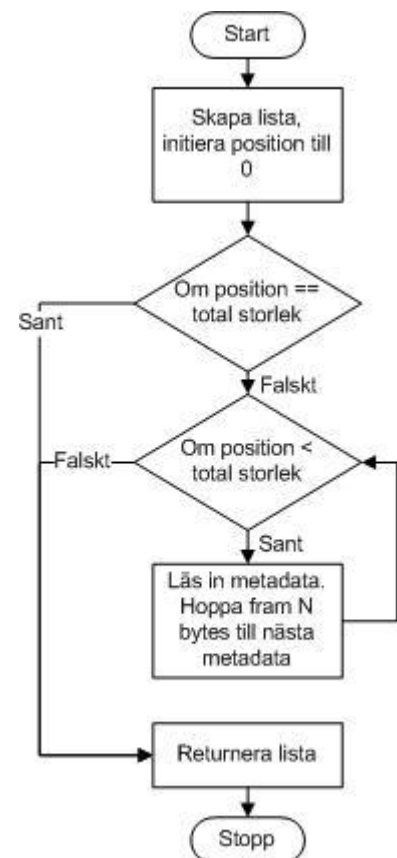 Start
Skapa lista,
initiera position till
0
Om position ==
total storlek
Sant
Falskt
Om position <
total storlek
Falskt
Sant
Läs in metadata.
Hoppa fram N
bytes till nästa
metadata
Returnera lista
Stopp